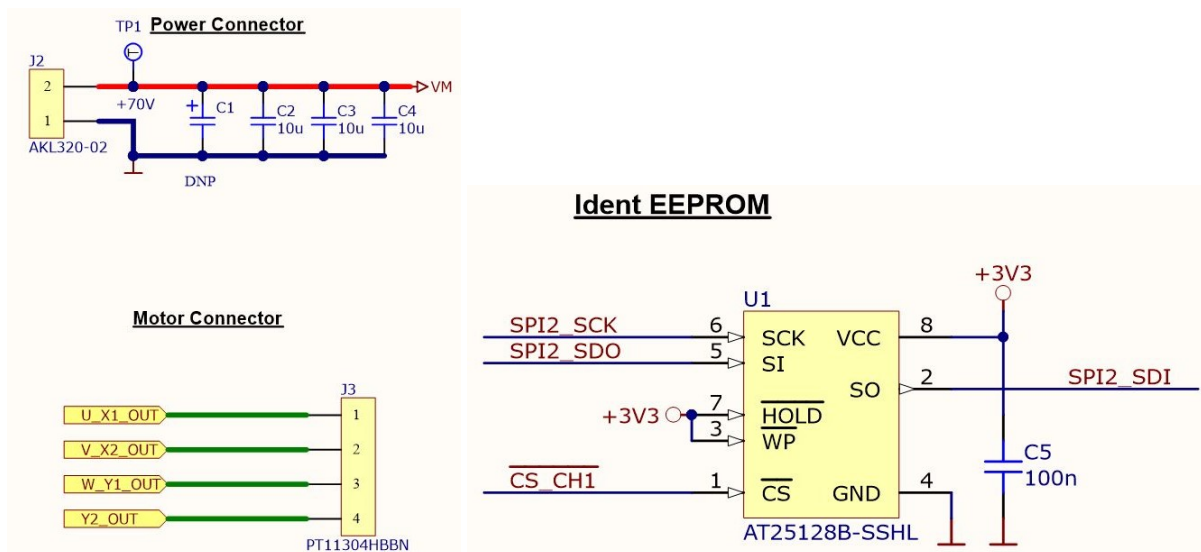 Power Connector
TP1
J2
2
+70V
VM
1
C1
C2
10u
C3
10u
C4
10u
AKL320-02
DNP
Motor Connector
J3
U_X1_OUT 1
V_X2_OUT 2
W_Y1_OUT 3
Y2_OUT 4
PT11304HBBN
Ident EEPROM
+3V3
U1
SPI2_SCK 6 SCK VCC 8
SPI2_SDO 5 SI
SO 2 SPI2_SDI
+3V3 7 HOLD
3 WP
C5
100n
CS_CH1 1 CS GND 4
AT25128B-SSHL